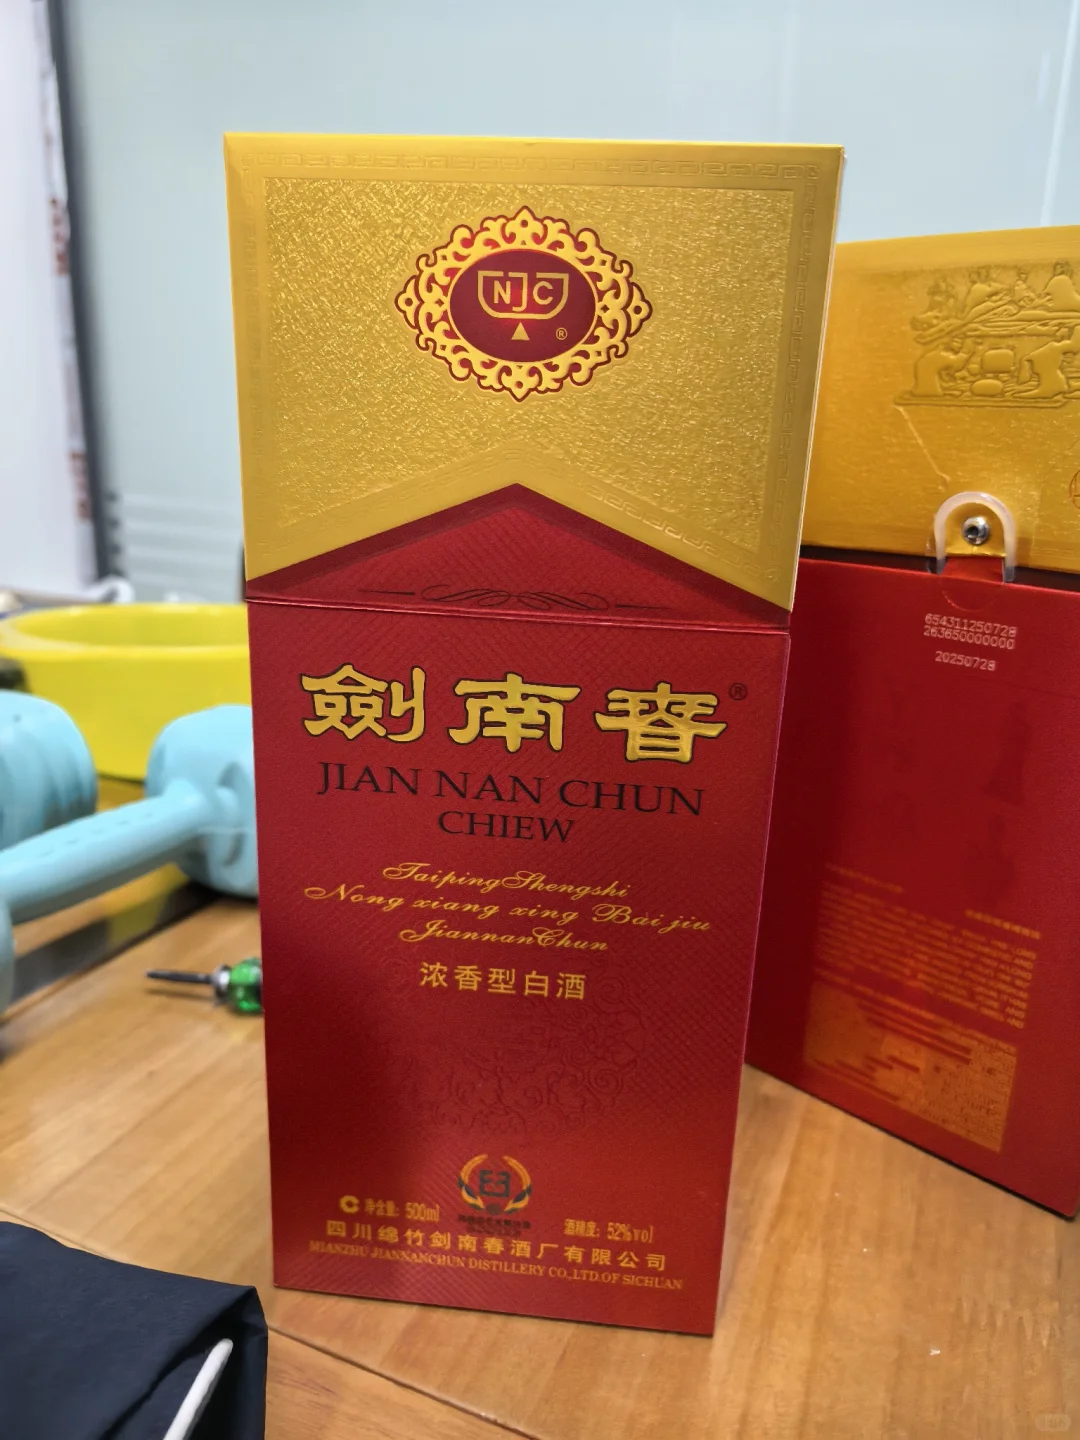 NJC
®
劍南春®
JIAN NAN CHUN
CHIEW
TaipingShengshi
Nong xiang xing Bai jiu
JiannanChun
浓香型白酒
净含量: 500ml
酒精度: 52%vol
四川绵竹剑南春酒厂有限公司
MIANZHU JIANNANCHUN DISTILLERY CO.,LTD.OF SICHUAN
654311250728
263650000000
20250728